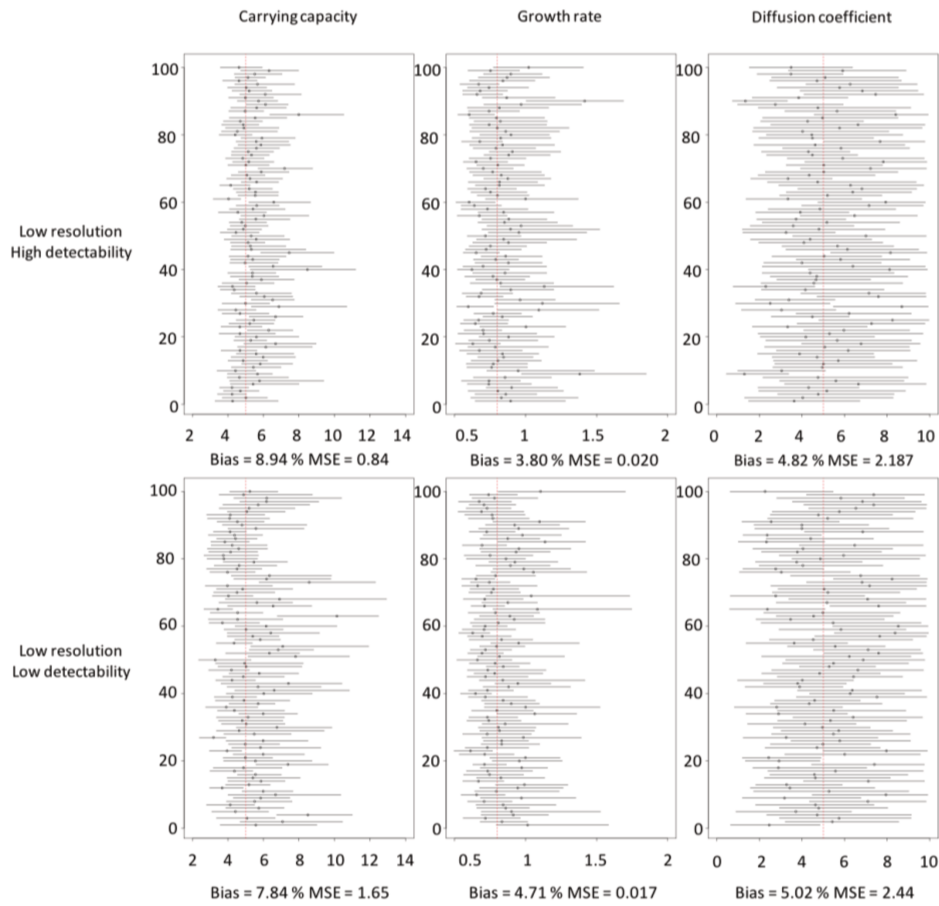 Carrying capacity Growth rate Diffusion coefficient
100 100 100
80 80 80
60 60 60
Low resolution
High detectability
40 40 40
20 20 20
0 0 0
2 4 6 8 10 12 14 0.5 1 1.5 2 0 2 4 6 8 10
Bias = 8.94 % MSE = 0.84 Bias = 3.80 % MSE = 0.020 Bias = 4.82 % MSE = 2.187
100 100 100
80 80 80
60 60 60
Low resolution
Low detectability
40 40 40
20 20 20
0 0 0
2 4 6 8 10 12 14 0.5 1 1.5 2 0 2 4 6 8 10
Bias = 7.84 % MSE = 1.65 Bias = 4.71 % MSE = 0.017 Bias = 5.02 % MSE = 2.44